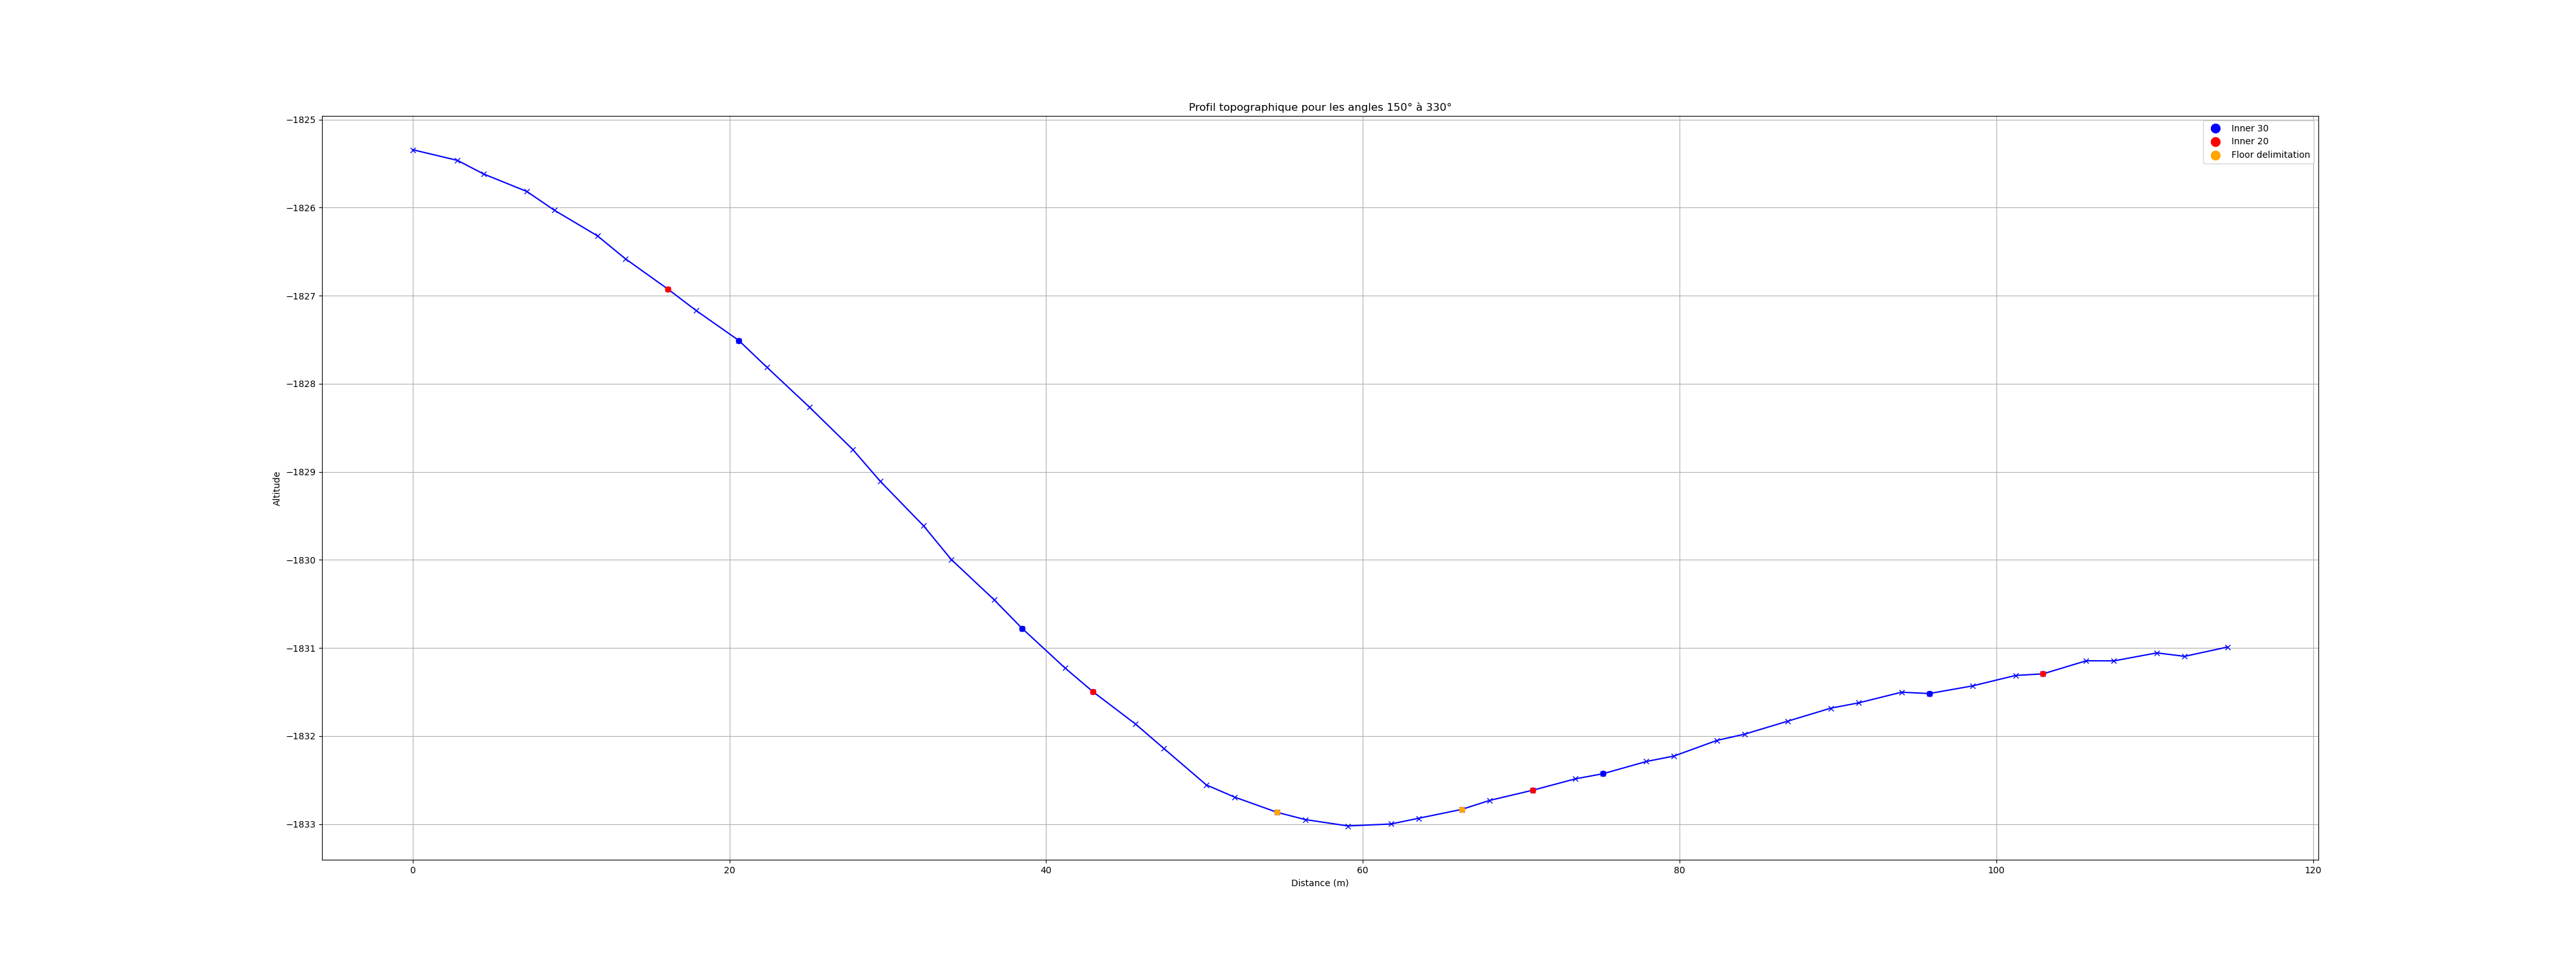 Profil topographique pour les angles 150° à 330°
Inner 30
Inner 20
Floor delimitation
Altitude
−1825
−1826
−1827
−1828
−1829
−1830
−1831
−1832
−1833
0
20
40
60
80
100
120
Distance (m)